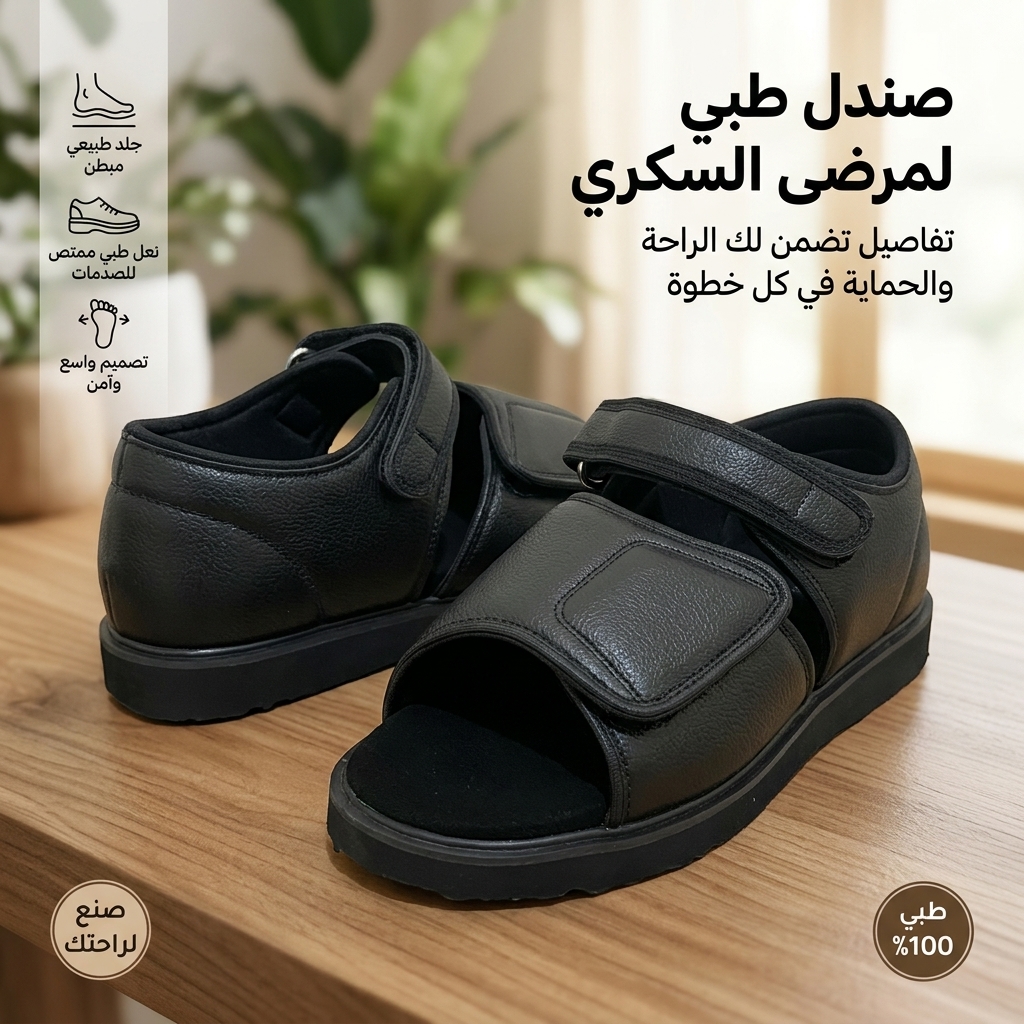 صندل طبي
لمرضى السكري
تفاصيل تضمن لك الراحة
والحماية في كل خطوة
جلد طبيعي
مبطن
نعل طبي ممتص
للصدمات
تصميم واسع
وآمن
طبي
100%
صنع
لراحتك